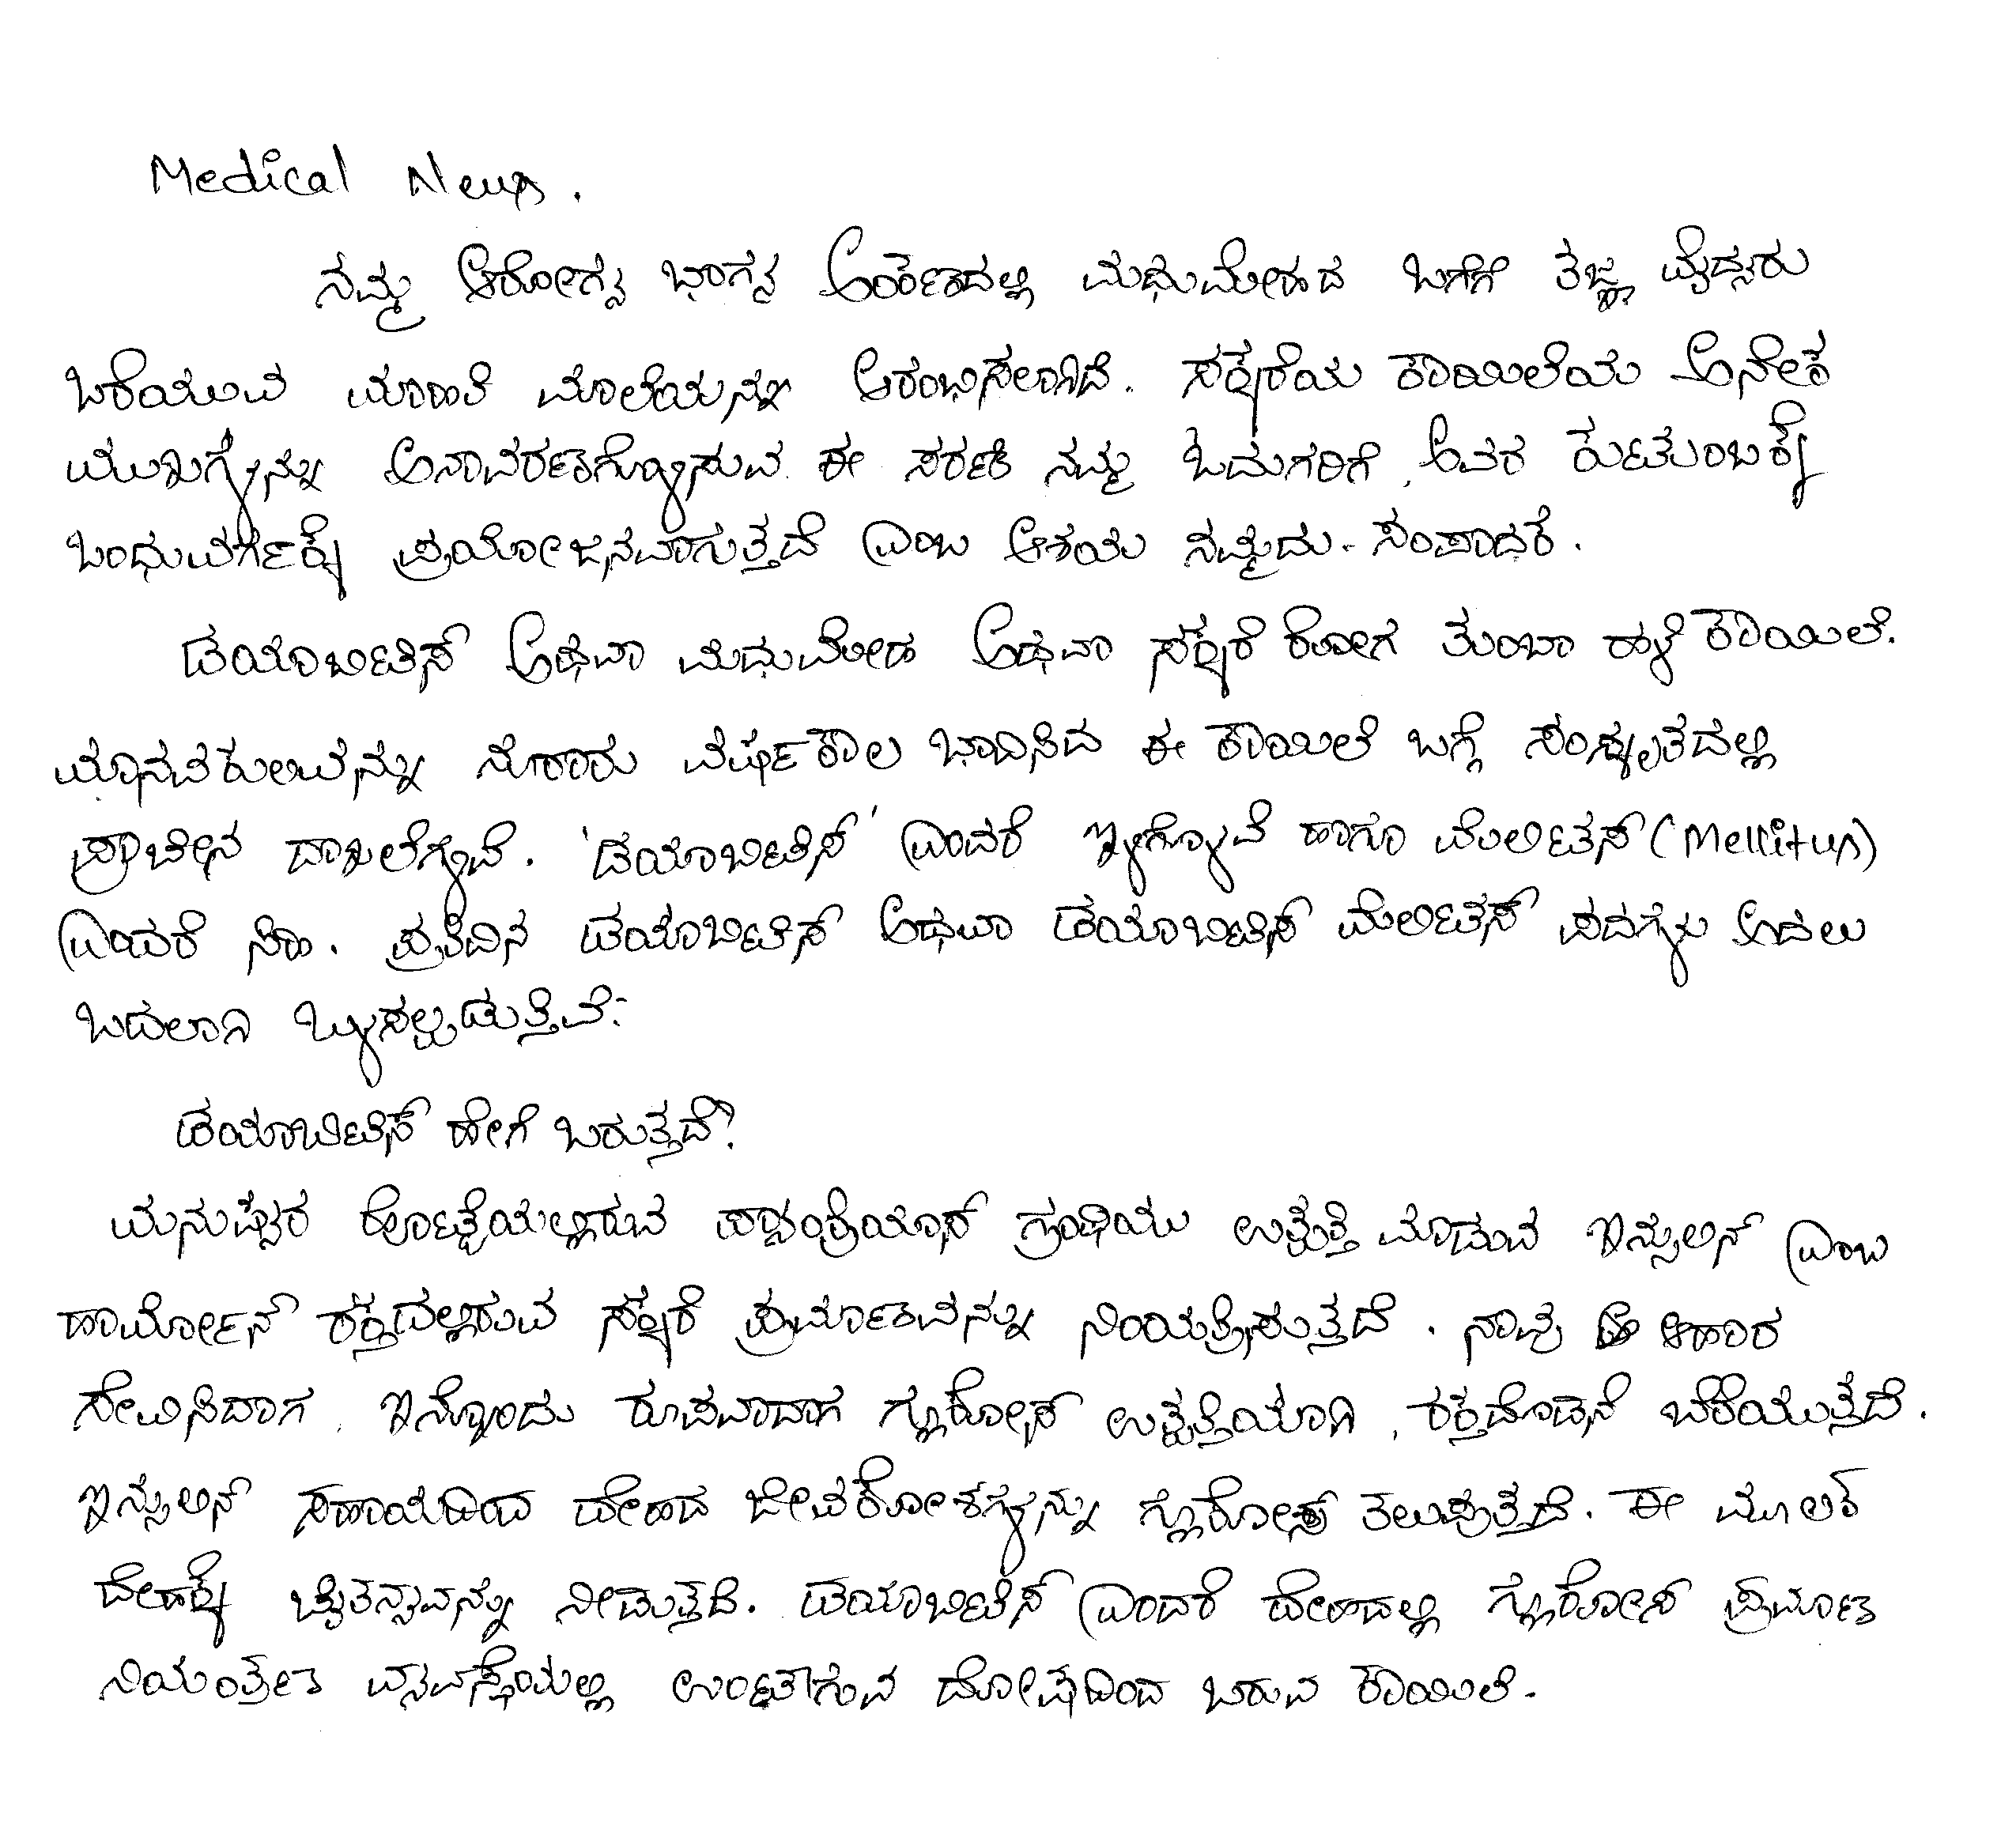 Medical News.
ನಮ್ಮ ಆರೋಗ್ಯ ಭಾಗ್ಯ ಅಂಕಣದಲ್ಲಿ ಮಧುಮೇಹದ ಬಗೆಗೆ ತಜ್ಞ ವೈದ್ಯರು
ಬರೆಯುವ ಮಾಹಿತಿ ಮಾಲೆಯನ್ನು ಆರಂಭಿಸಲಾಗಿದೆ. ಸಕ್ಕರೆಯ ಕಾಯಿಲೆಯ ಅನೇಕ
ಮುಖಗಳನ್ನು ಅನಾವರಣಗೊಳಿಸುವ ಈ ಸರಣಿ ನಮ್ಮ ಓದುಗರಿಗೆ, ಅವರ ಕುಟುಂಬಕ್ಕೆ
ಬಂಧುವರ್ಗಕ್ಕೆ ಪ್ರಯೋಜನವಾಗುತ್ತದೆ ಎಂಬ ಆಶಯ ನಮ್ಮದು - ಸಂಪಾದಕ.
ಡಯಾಬಿಟಿಸ್ ಅಥವಾ ಮಧುಮೇಹ ಅಥವಾ ಸಕ್ಕರೆ ರೋಗ ತುಂಬಾ ಹಳೆ ಕಾಯಿಲೆ.
ಮಾನವಕುಲವನ್ನು ನೂರಾರು ವರ್ಷಕಾಲ ಭಾದಿಸಿದ ಈ ಕಾಯಿಲೆ ಬಗ್ಗೆ ಸಂಸ್ಕೃತದಲ್ಲಿ
ಪ್ರಾಚೀನ ದಾಖಲೆಗಳಿವೆ. 'ಡಯಾಬಿಟಿಸ್' ಎಂದರೆ ಇಳಿಗೊಳವೆ ಹಾಗೂ ಮೆಲಿಟಸ್ (Mellitus)
ಎಂದರೆ ಸಿಹಿ. ಪ್ರತಿದಿನ ಡಯಾಬಿಟಿಸ್ ಅಥವಾ ಡಯಾಬಿಟಿಸ್ ಮೆಲಿಟಸ್ ಪದಗಳು ಅದಲು
ಬದಲಾಗಿ ಬಳಸಲ್ಪಡುತ್ತಿವೆ.
ಡಯಾಬಿಟಿಸ್ ಹೇಗೆ ಬರುತ್ತದೆ?
ಮನುಷ್ಯರ ಹೊಟ್ಟೆಯಲ್ಲಿರುವ ಪ್ಯಾಂಕ್ರಿಯಾಸ್ ಗ್ರಂಥಿಯು ಉತ್ಪತ್ತಿ ಮಾಡುವ ಇನ್ಸುಲಿನ್ ಎಂಬ
ಹಾರ್ಮೋನ್ ರಕ್ತದಲ್ಲಿರುವ ಸಕ್ಕರೆ ಪ್ರಮಾಣವನ್ನು ನಿಂಯತ್ರಿಸುತ್ತದೆ. ನಾವು ಆಹಾರ
ಸೇವಿಸಿದಾಗ, ಇನ್ನೊಂದು ರೂಪವಾದಾಗ ಗ್ಲುಕೋಸ್ ಉತ್ಪತ್ತಿಯಾಗಿ, ರಕ್ತದೊಡನೆ ಬೆರೆಯುತ್ತದೆ.
ಇನ್ಸುಲಿನ್ ಸಹಾಯದಿಂದ ದೇಹದ ಜೀವಕೋಶಗಳನ್ನು ಗ್ಲುಕೋಸ್ ತಲುಪುತ್ತದೆ. ಈ ಮೂಲಕ
ದೇಹಕ್ಕೆ ಚೈತನ್ಯವನ್ನು ನೀಡುತ್ತದೆ. ಡಯಾಬಿಟಿಸ್ ಎಂದರೆ ದೇಹದಲ್ಲಿ ಗ್ಲುಕೋಸ್ ಪ್ರಮಾಣ
ನಿಯಂತ್ರಣ ವ್ಯವಸ್ಥೆಯಲ್ಲಿ ಉಂಟಾಗುವ ದೋಷದಿಂದ ಬರುವ ಕಾಯಿಲೆ.